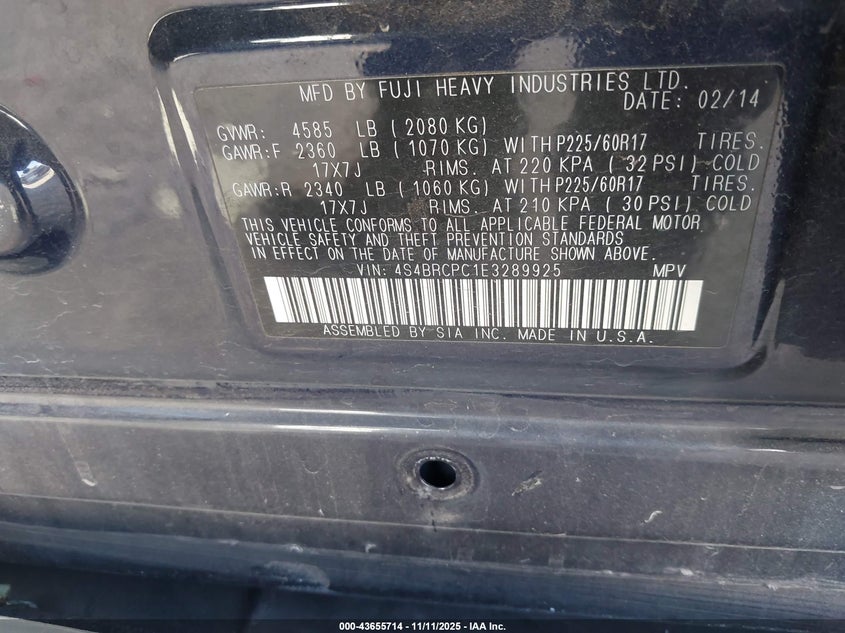 MFD BY FUJI HEAVY INDUSTRIES LTD.
DATE: 02/14
GVWR: 4585 LB (2080 KG)
GAWR:F 2360 LB (1070 KG) WITH P225/60R17 TIRES.
17X7J RIMS. AT 220 KPA (32 PSI) COLD
GAWR:R 2340 LB (1060 KG) WITH P225/60R17 TIRES.
17X7J RIMS. AT 210 KPA (30 PSI) COLD
THIS VEHICLE CONFORMS TO ALL APPLICABLE FEDERAL MOTOR
VEHICLE SAFETY AND THEFT PREVENTION STANDARDS
IN EFFECT ON THE DATE OF MANUFACTURE SHOWN ABOVE.
VIN: 4S4BRCPC1E3289925 MPV
ASSEMBLED BY SIA INC. MADE IN U.S.A.
000-43655714 - 11/11/2025 - IAA Inc.